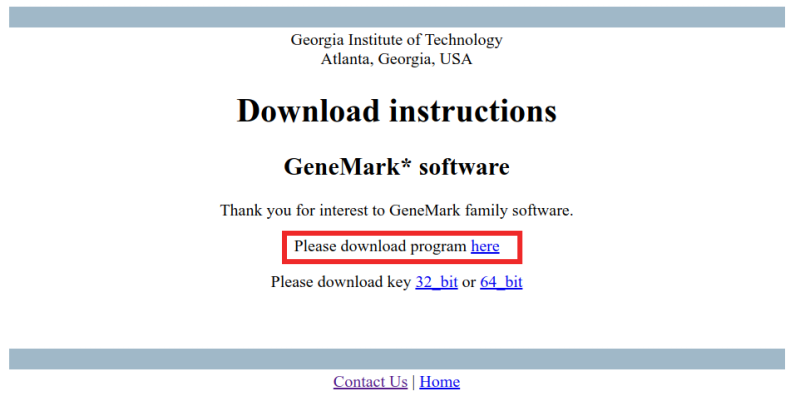 Georgia Institute of Technology
Atlanta, Georgia, USA
Download instructions
GeneMark* software
Thank you for interest to GeneMark family software.
Please download program here
Please download key 32_bit or 64_bit
Contact Us | Home